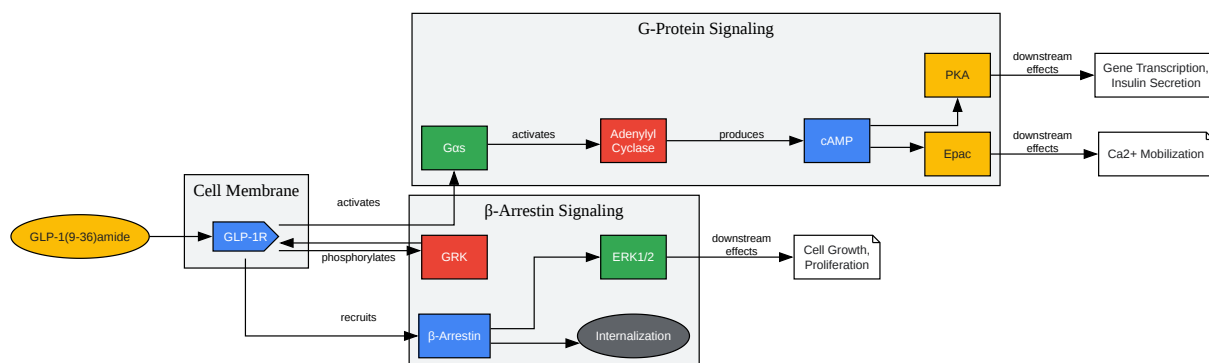 G-Protein Signaling
PKA
downstream
effects
Gene Transcription,
Insulin Secretion
Gαs
activates
Adenylyl
Cyclase
produces
cAMP
Epac
downstream
effects
Ca2+ Mobilization
Cell Membrane
GLP-1(9-36)amide
GLP-1R
activates
phosphorylates
recruits
β-Arrestin Signaling
GRK
ERK1/2
downstream
effects
Cell Growth,
Proliferation
β-Arrestin
Internalization